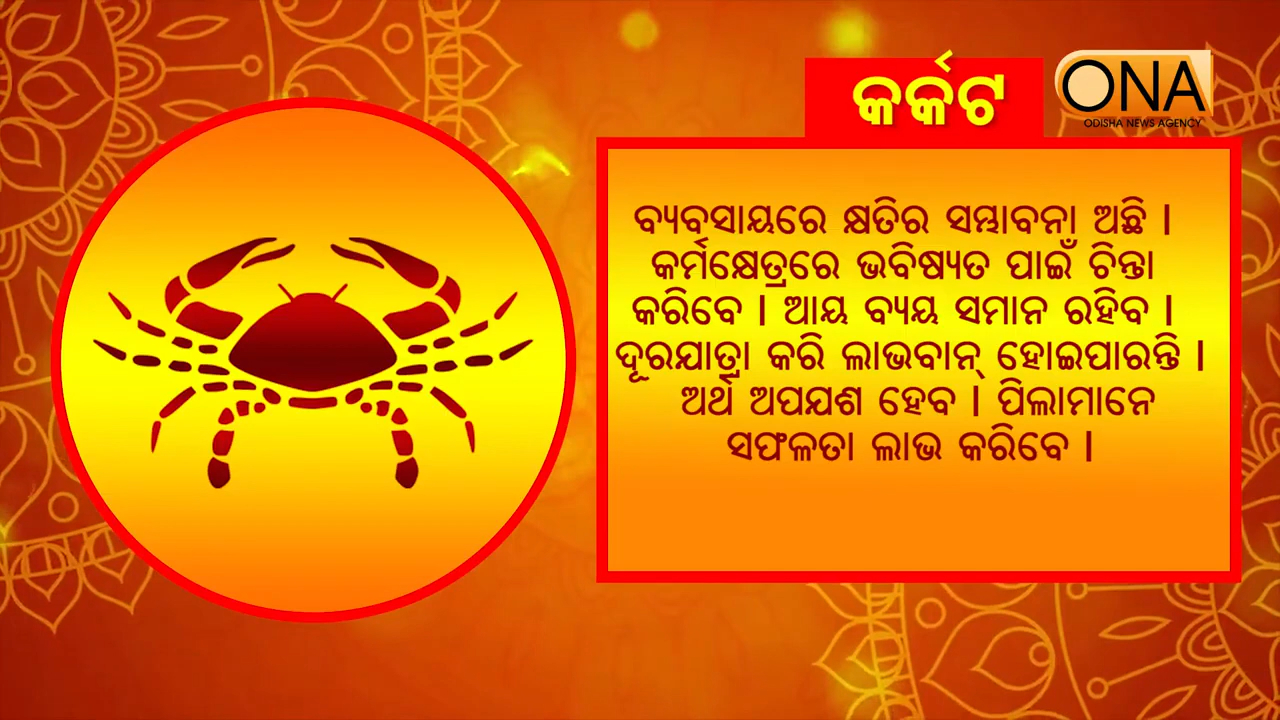 କର୍କଟ
ONA
ODISHA NEWS AGENCY
ବ୍ୟବସାୟରେ କ୍ଷତିର ସମ୍ଭାବନା ଅଛି ।
କର୍ମକ୍ଷେତ୍ରରେ ଭବିଷ୍ୟତ ପାଇଁ ଚିନ୍ତା
କରିବେ । ଆୟ ବ୍ୟୟ ସମାନ ରହିବ ।
ଦୂରଯାତ୍ରା କରି ଲାଭବାନ୍ ହୋଇପାରନ୍ତି ।
ଅର୍ଥ ଅପଯଶ ହେବ । ପିଲାମାନେ
ସଫଳତା ଲାଭ କରିବେ ।